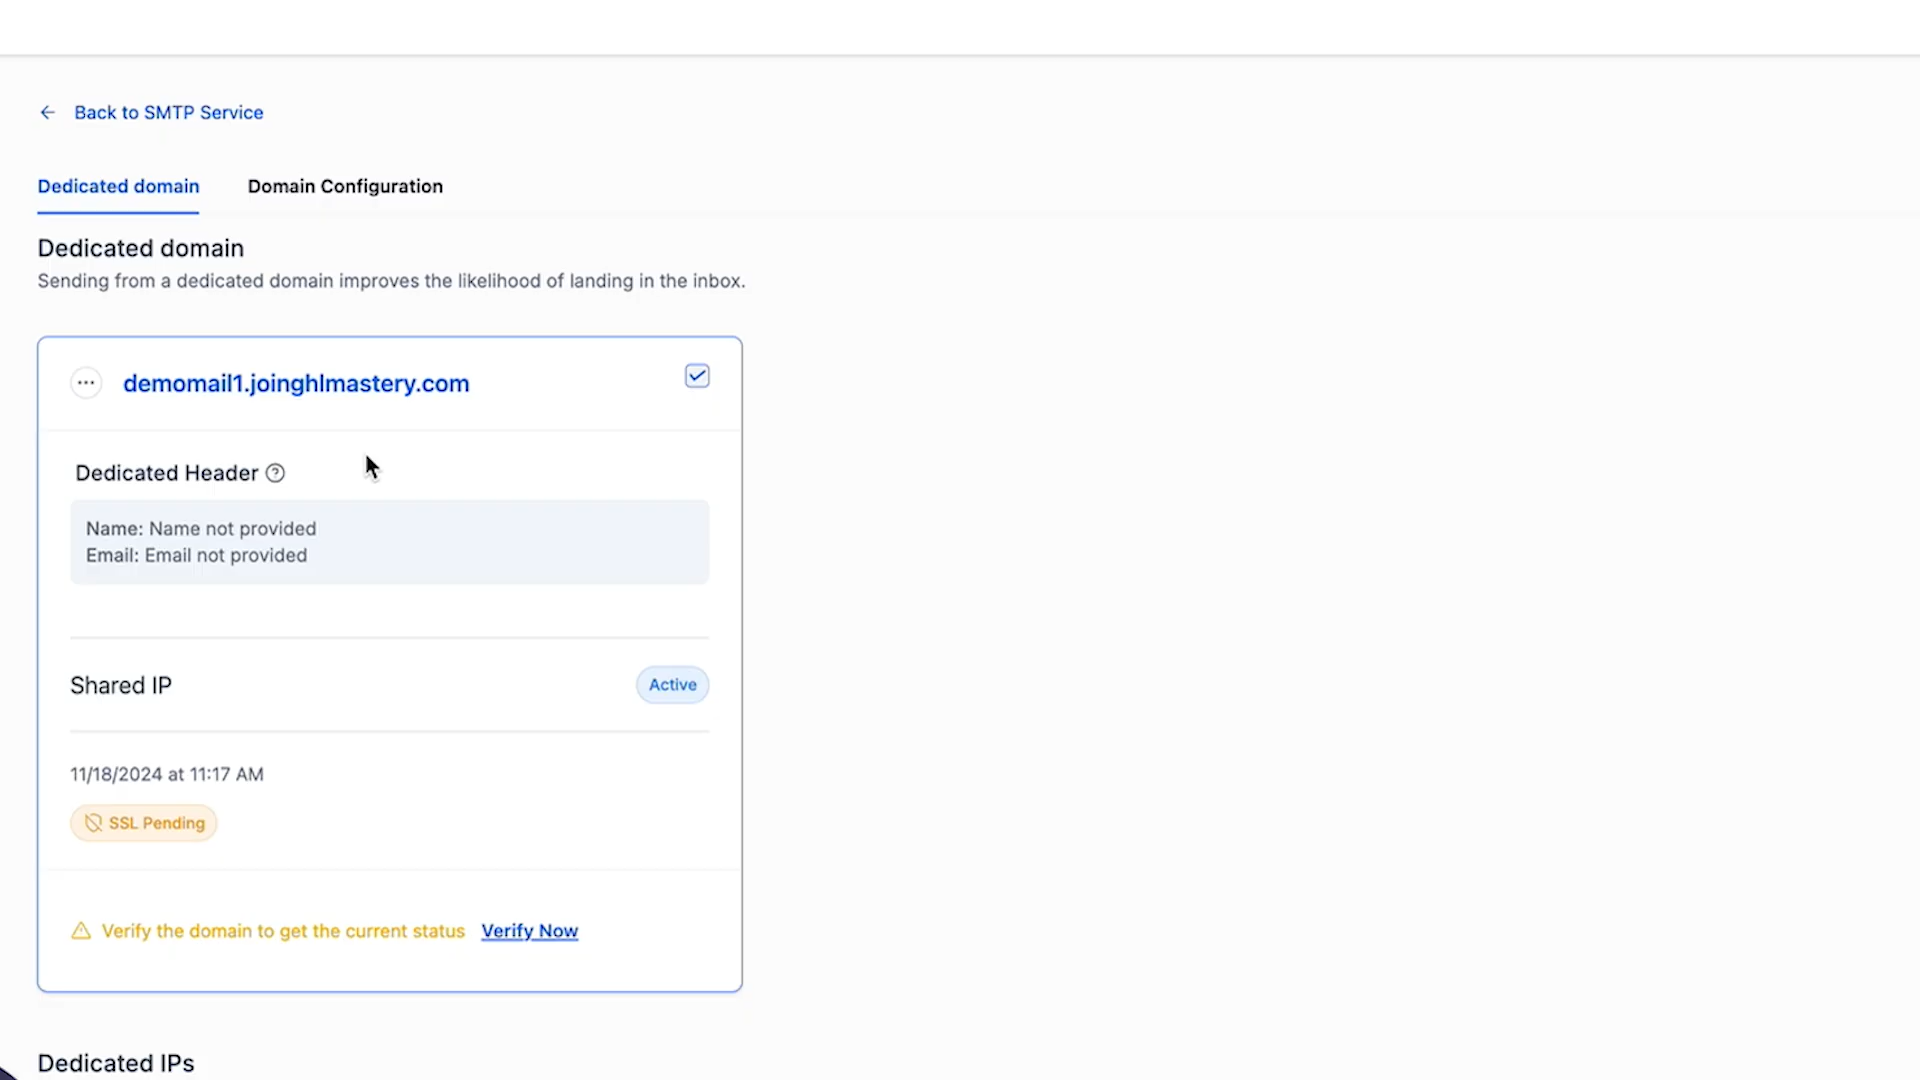 Back to SMTP Service
Dedicated domain
Domain Configuration
Dedicated domain
Sending from a dedicated domain improves the likelihood of landing in the inbox.
demomail1.joinghlmastery.com
Dedicated Header
Name: Name not provided
Email: Email not provided
Shared IP
Active
11/18/2024 at 11:17 AM
SSL Pending
Verify the domain to get the current status Verify Now
Dedicated IPs